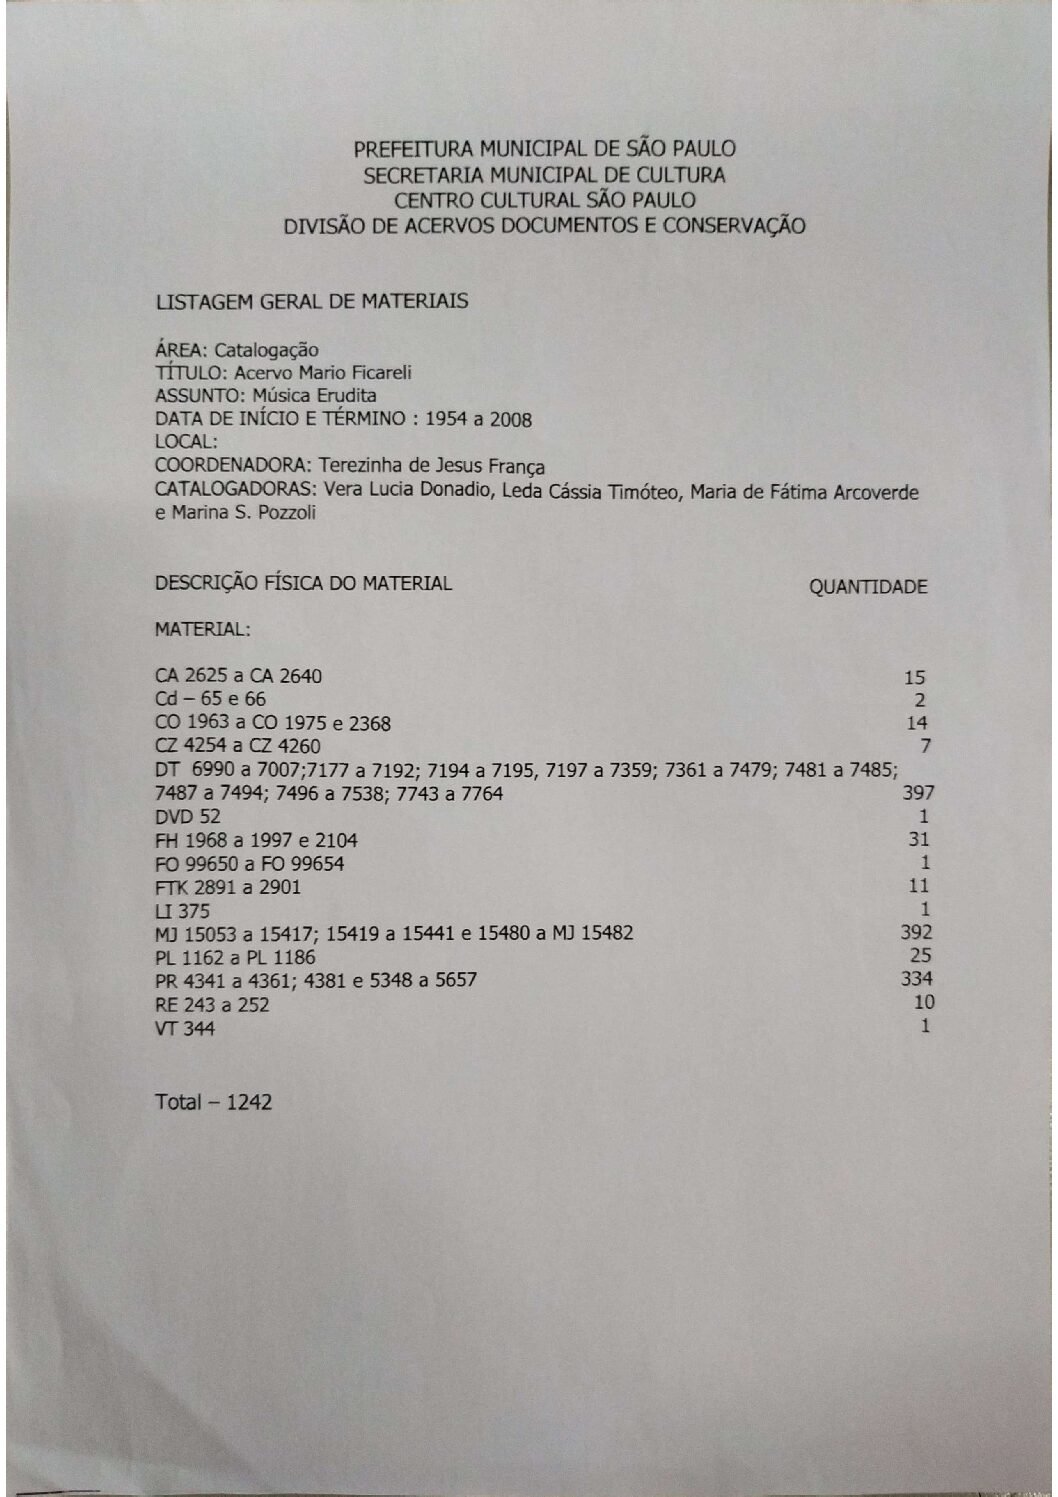 PREFEITURA MUNICIPAL DE SÃO PAULO
SECRETARIA MUNICIPAL DE CULTURA
CENTRO CULTURAL SÃO PAULO
DIVISÃO DE ACERVOS DOCUMENTOS E CONSERVAÇÃO
LISTAGEM GERAL DE MATERIAIS
ÁREA: Catalogação
TÍTULO: Acervo Mario Ficareli
ASSUNTO: Música Erudita
DATA DE INÍCIO E TÉRMINO : 1954 a 2008
LOCAL:
COORDENADORA: Terezinha de Jesus França
CATALOGADORAS: Vera Lucia Donadio, Leda Cássia Timóteo, Maria de Fátima Arcoverde
e Marina S. Pozzoli
DESCRIÇÃO FÍSICA DO MATERIAL QUANTIDADE
MATERIAL:
CA 2625 a CA 2640 15
Cd – 65 e 66 2
CO 1963 a CO 1975 e 2368 14
CZ 4254 a CZ 4260 7
DT 6990 a 7007;7177 a 7192; 7194 a 7195, 7197 a 7359; 7361 a 7479; 7481 a 7485;
7487 a 7494; 7496 a 7538; 7743 a 7764 397
DVD 52 1
FH 1968 a 1997 e 2104 31
FO 99650 a FO 99654 1
FTK 2891 a 2901 11
LI 375 1
MJ 15053 a 15417; 15419 a 15441 e 15480 a MJ 15482 392
PL 1162 a PL 1186 25
PR 4341 a 4361; 4381 e 5348 a 5657 334
RE 243 a 252 10
VT 344 1
Total – 1242